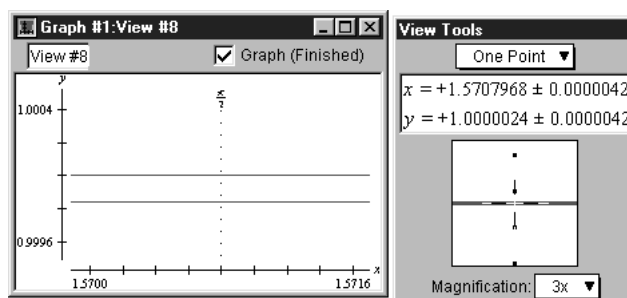 Graph #1:View #8
View #8
Graph (Finished)
y
1.0004
0.9996
1.5700
1.5716
x
View Tools
One Point
x = +1.5707968 ± 0.0000042
y = +1.0000024 ± 0.0000042
Magnification: 3x